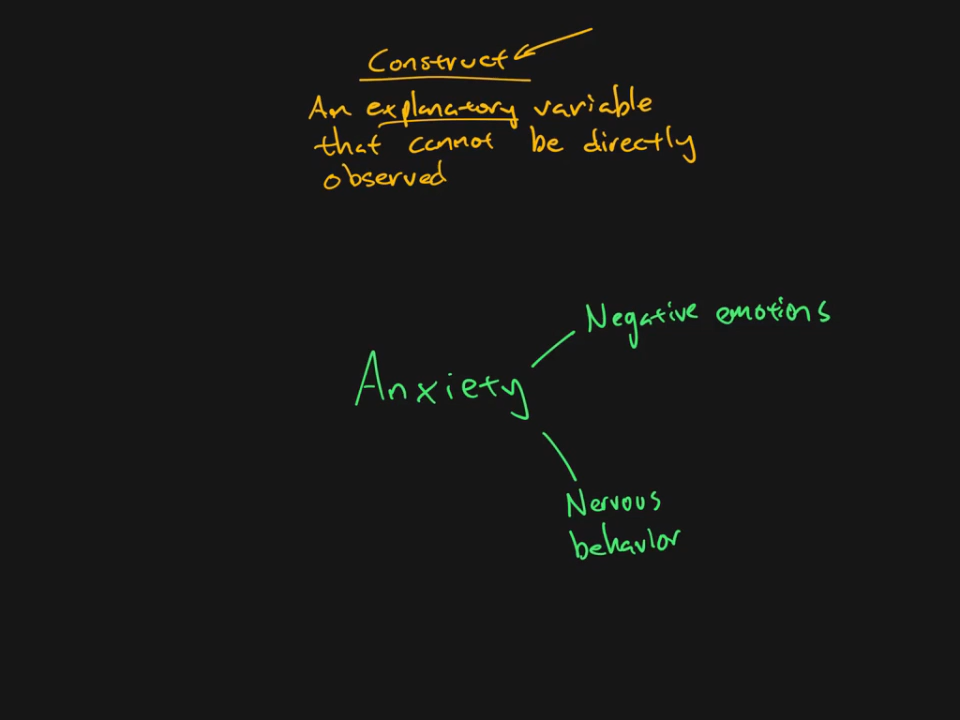 Construct
An explanatory variable
that cannot be directly
observed
Negative emotions
Anxiety
Nervous
behavior